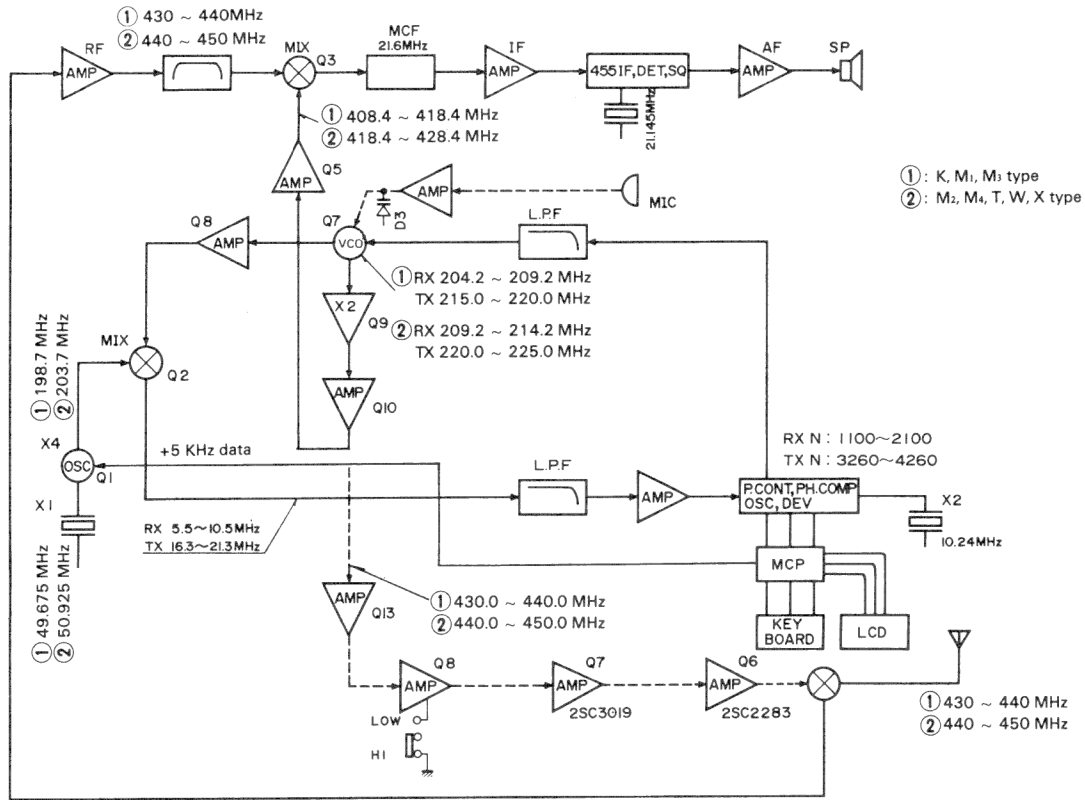 ① 430 ~ 440MHz
② 440 ~ 450 MHz
RF
AMP
MIX
Q3
MCF
21.6MHz
IF
AMP
455IF,DET,SQ
21.145MHz
AF
AMP
SP
① 408.4 ~ 418.4 MHz
② 418.4 ~ 428.4 MHz
AMP
Q5
AMP
MIC
D3
① : K, M₁, M₃ type
② : M₂, M₄, T, W, X type
Q8
AMP
Q7
VCO
L.P.F
① RX 204.2 ~ 209.2 MHz
TX 215.0 ~ 220.0 MHz
② RX 209.2 ~ 214.2 MHz
TX 220.0 ~ 225.0 MHz
X2
Q9
AMP
Q10
MIX
Q2
① 198.7 MHz
② 203.7 MHz
X4
OSC
Q1
+5 KHz data
X1
① 49.675 MHz
② 50.925 MHz
RX 5.5~10.5MHz
TX 16.3~21.3MHz
L.P.F
AMP
RX N : 1100~2100
TX N : 3260~4260
P.CONT,PH.COMP
OSC,DEV
X2
10.24MHz
MCP
KEY
BOARD
LCD
AMP
Q13
① 430.0 ~ 440.0 MHz
② 440.0 ~ 450.0 MHz
Q8
AMP
LOW
HI
Q7
AMP
2SC3019
Q6
AMP
2SC2283
① 430 ~ 440 MHz
② 440 ~ 450 MHz